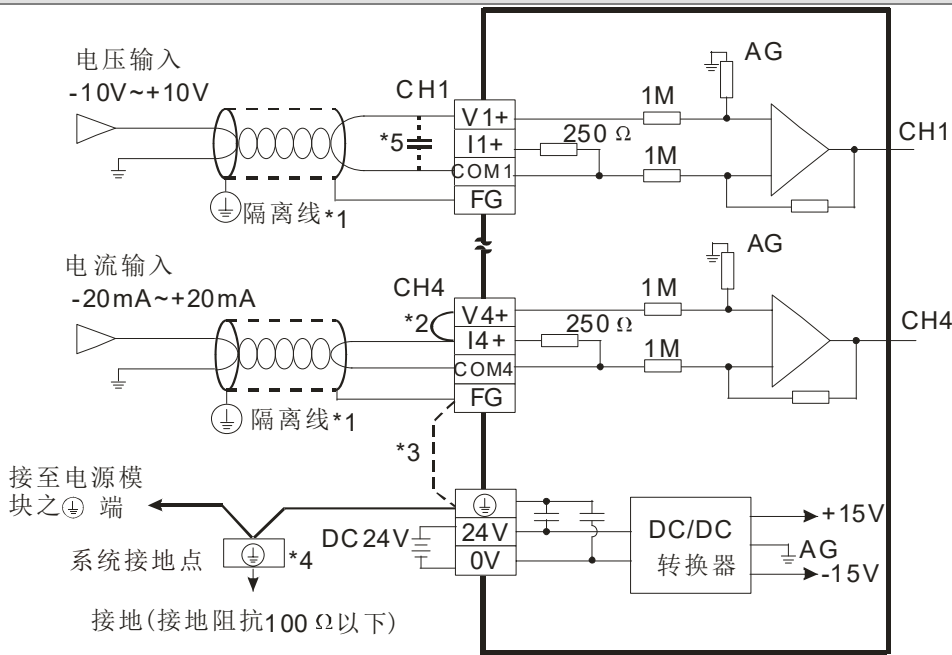 电压输入
-10V~+10V
CH1
V1+
I1+
COM1
FG
*5
隔离线*1
250 Ω
1M
1M
AG
CH1
电流输入
-20mA~+20mA
CH4
V4+
I4+
COM4
FG
*2
隔离线*1
250 Ω
1M
1M
AG
CH4
*3
接至电源模
块之 端
系统接地点
*4
接地(接地阻抗100 Ω以下)
DC24V
24V
0V
DC/DC
转换器
+15V
AG
-15V